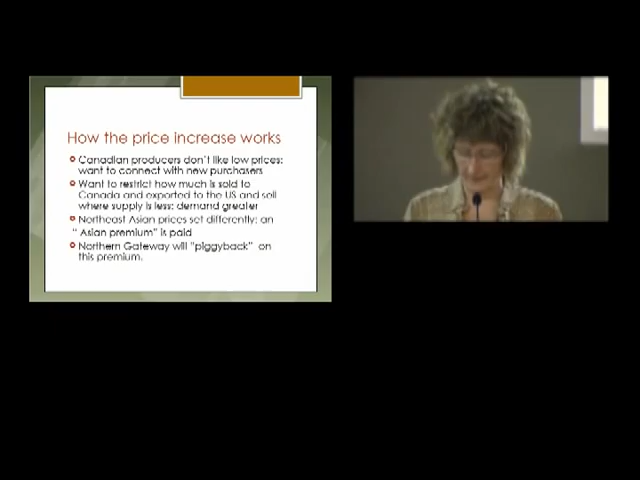 How the price increase works
Canadian producers don't like low prices:
want to connect with new purchasers
Want to restrict how much is sold to
Canada and exported to the US and sell
where supply is less: demand greater
Northeast Asian prices set differently: an
" Asian premium" is paid
Northern Gateway will "piggyback" on
this premium.